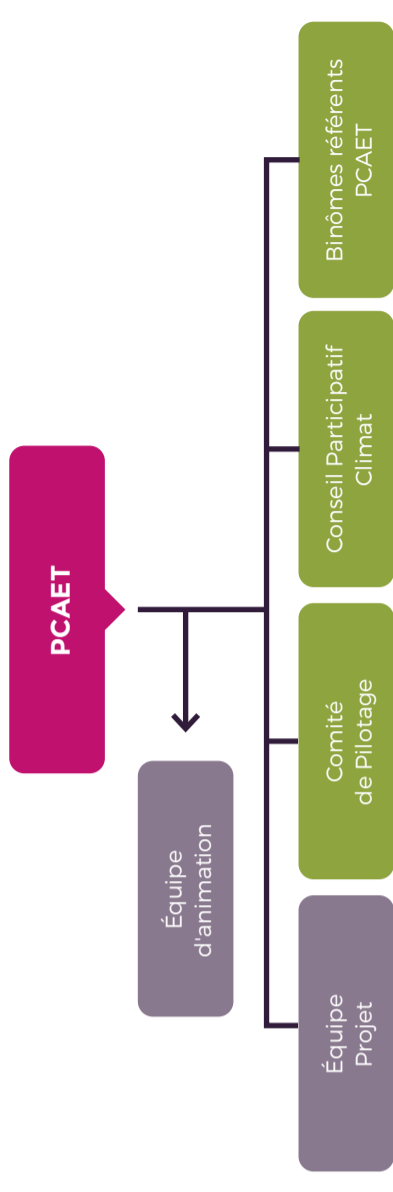 PCAET
Équipe
d'animation
Équipe
Projet
Comité
de Pilotage
Conseil Participatif
Climat
Binômes référents
PCAET